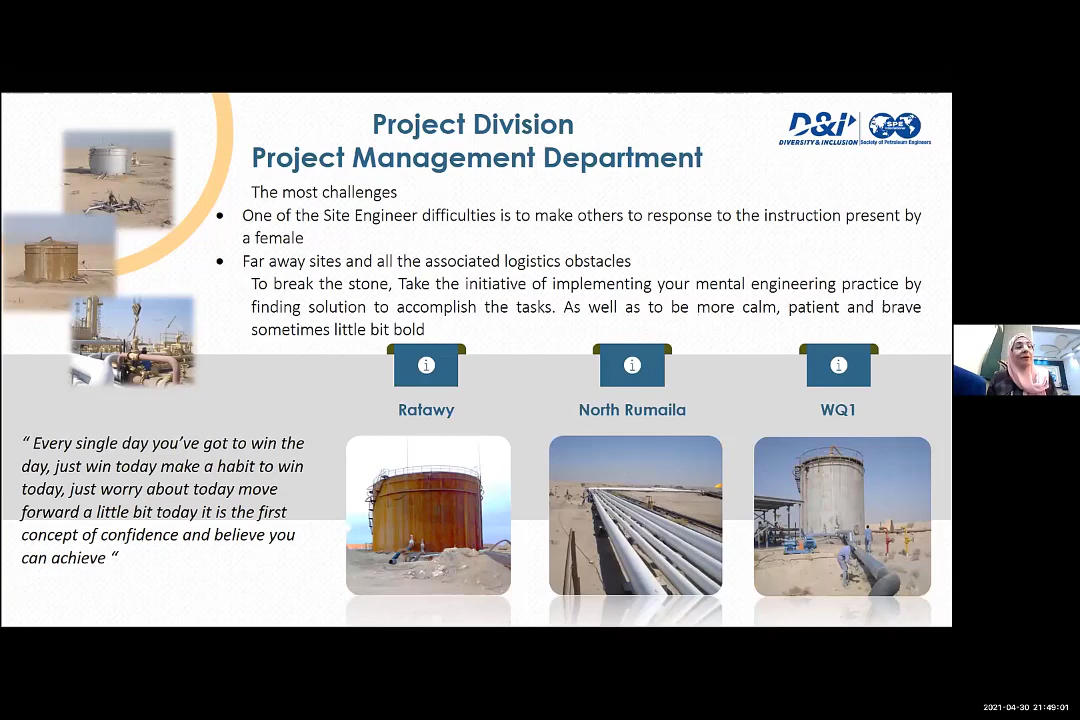 Project Division
Project Management Department
D&i
DIVERSITY & INCLUSION
SPE
International
Society of Petroleum Engineers
The most challenges
• One of the Site Engineer difficulties is to make others to response to the instruction present by
a female
• Far away sites and all the associated logistics obstacles
To break the stone, Take the initiative of implementing your mental engineering practice by
finding solution to accomplish the tasks. As well as to be more calm, patient and brave
sometimes little bit bold
Ratawy
North Rumaila
WQ1
“ Every single day you’ve got to win the
day, just win today make a habit to win
today, just worry about today move
forward a little bit today it is the first
concept of confidence and believe you
can achieve “
2021-04-30 21:49:01